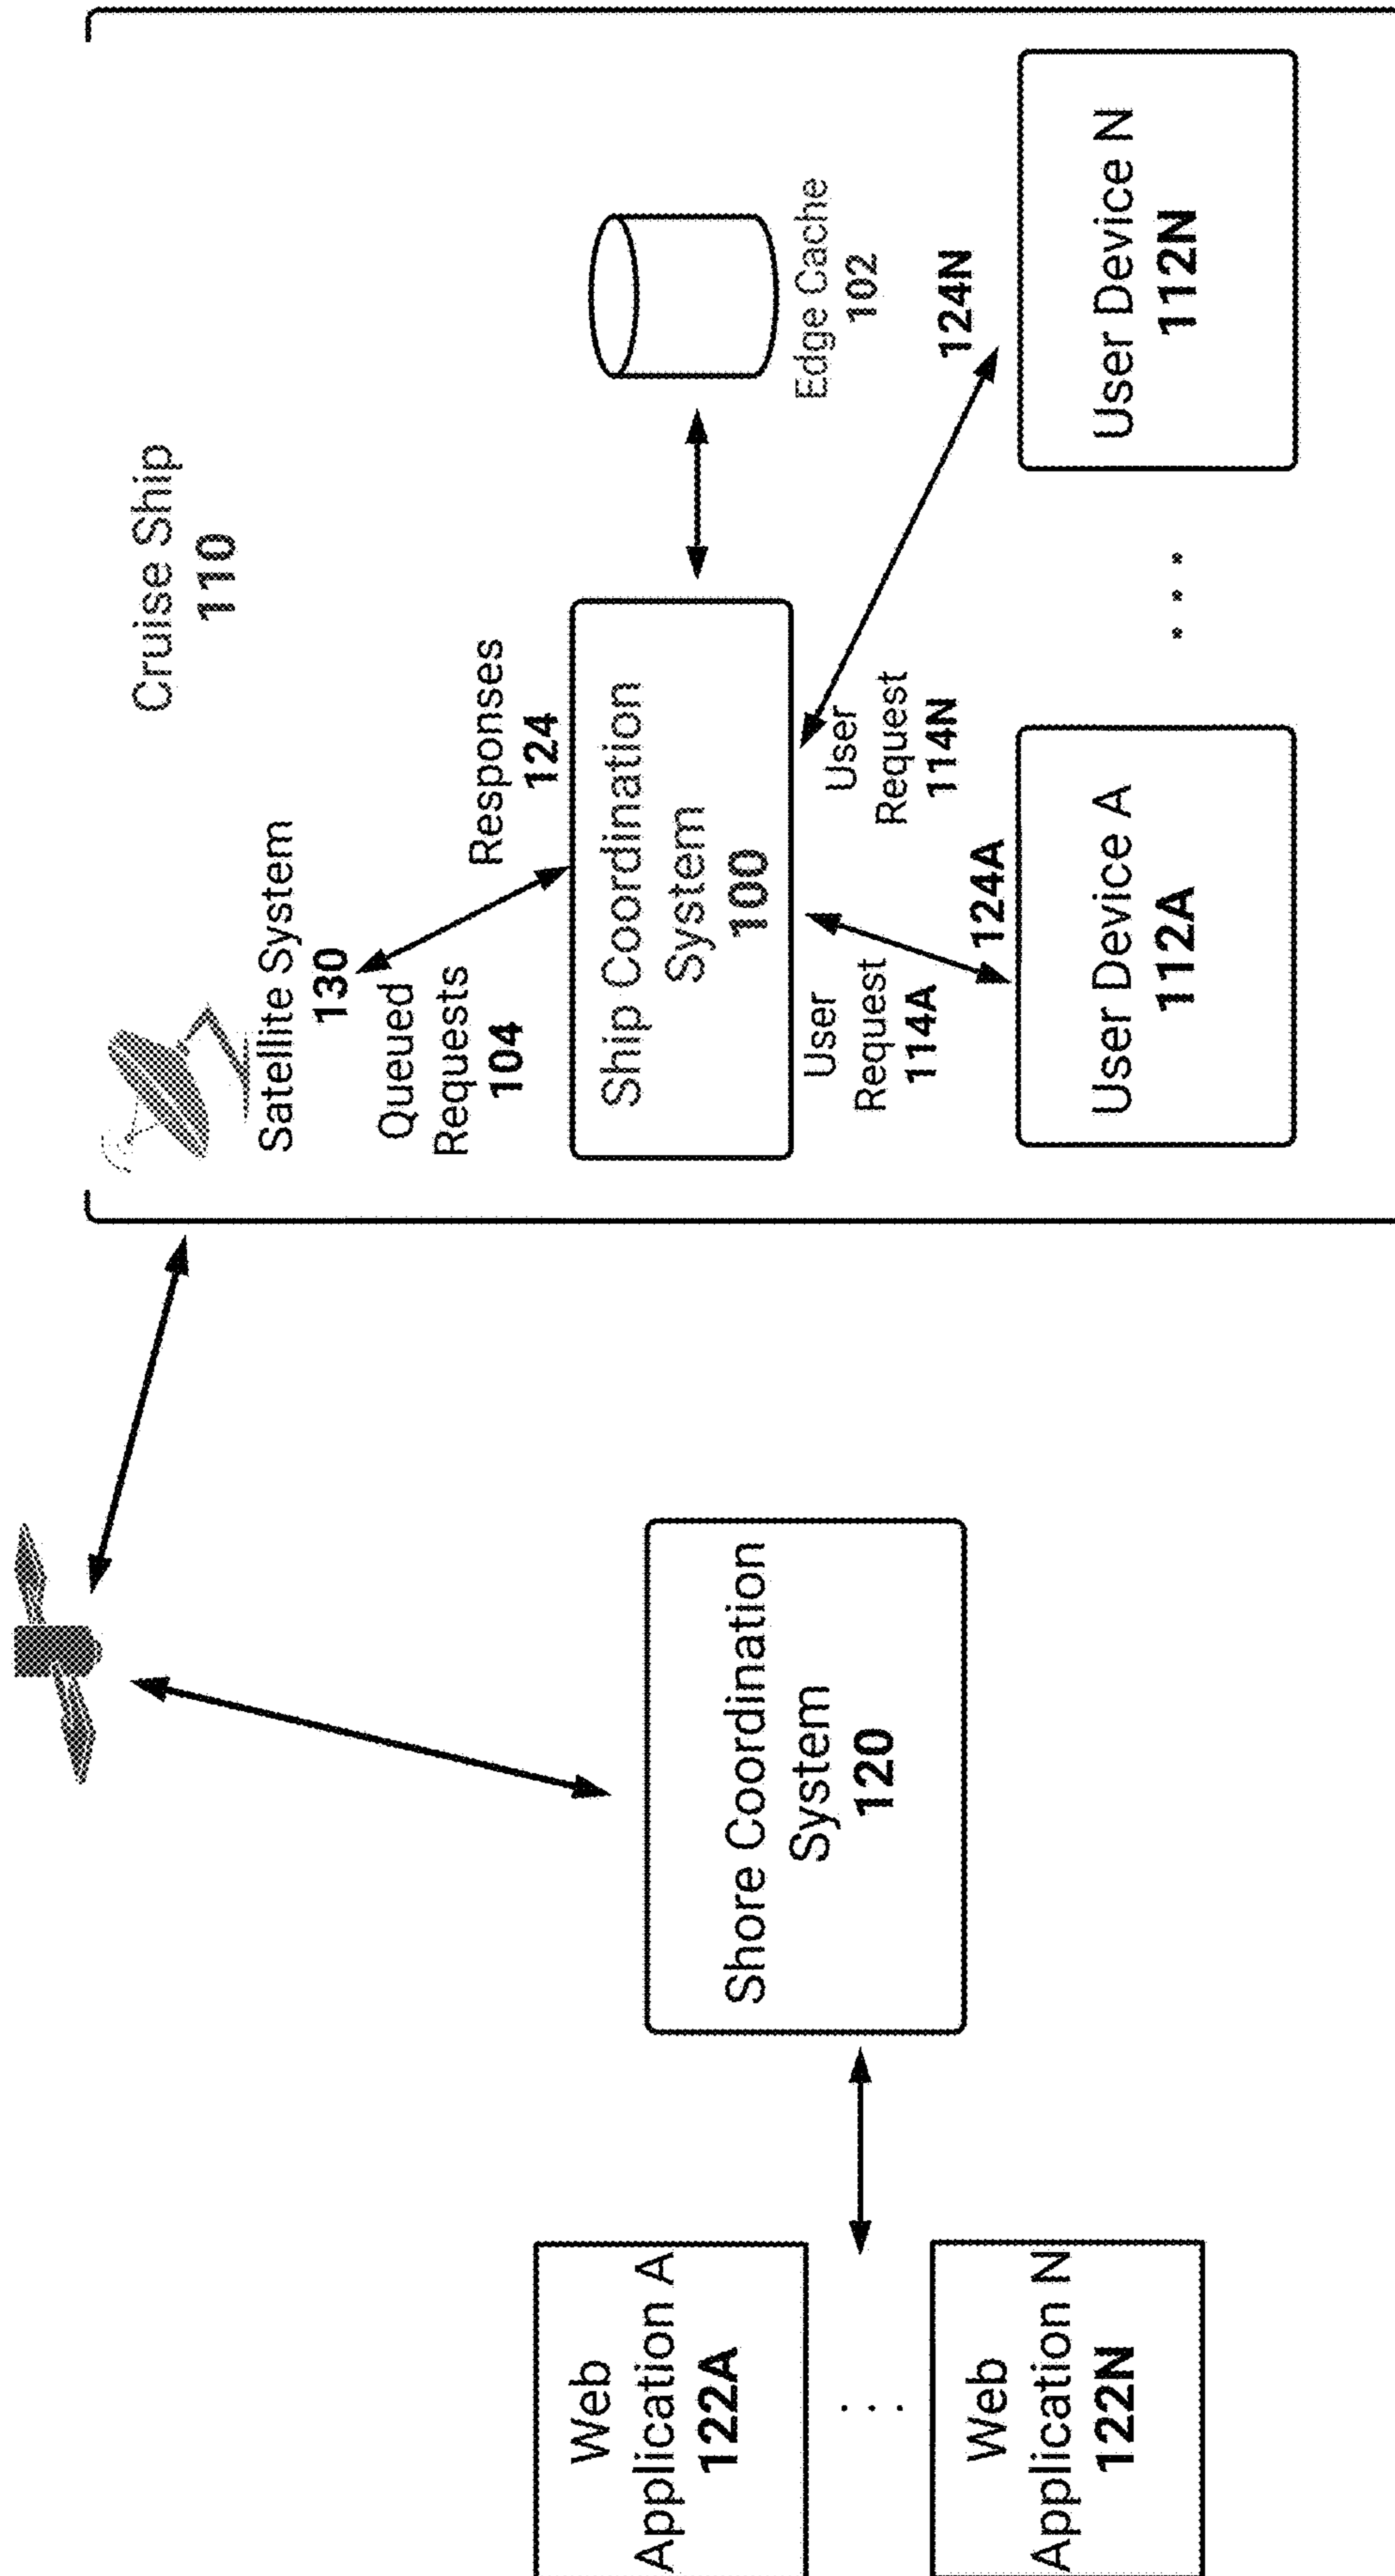 Cruise Ship
110
Satellite System
130
Queued
Requests
104
Responses
124
Ship Coordination
System
100
Edge Cache
102
User
Request
114A
124A
User
Request
114N
124N
User Device A
112A
. . .
User Device N
112N
Shore Coordination
System
120
Web
Application A
122A
. . .
Web
Application N
122N